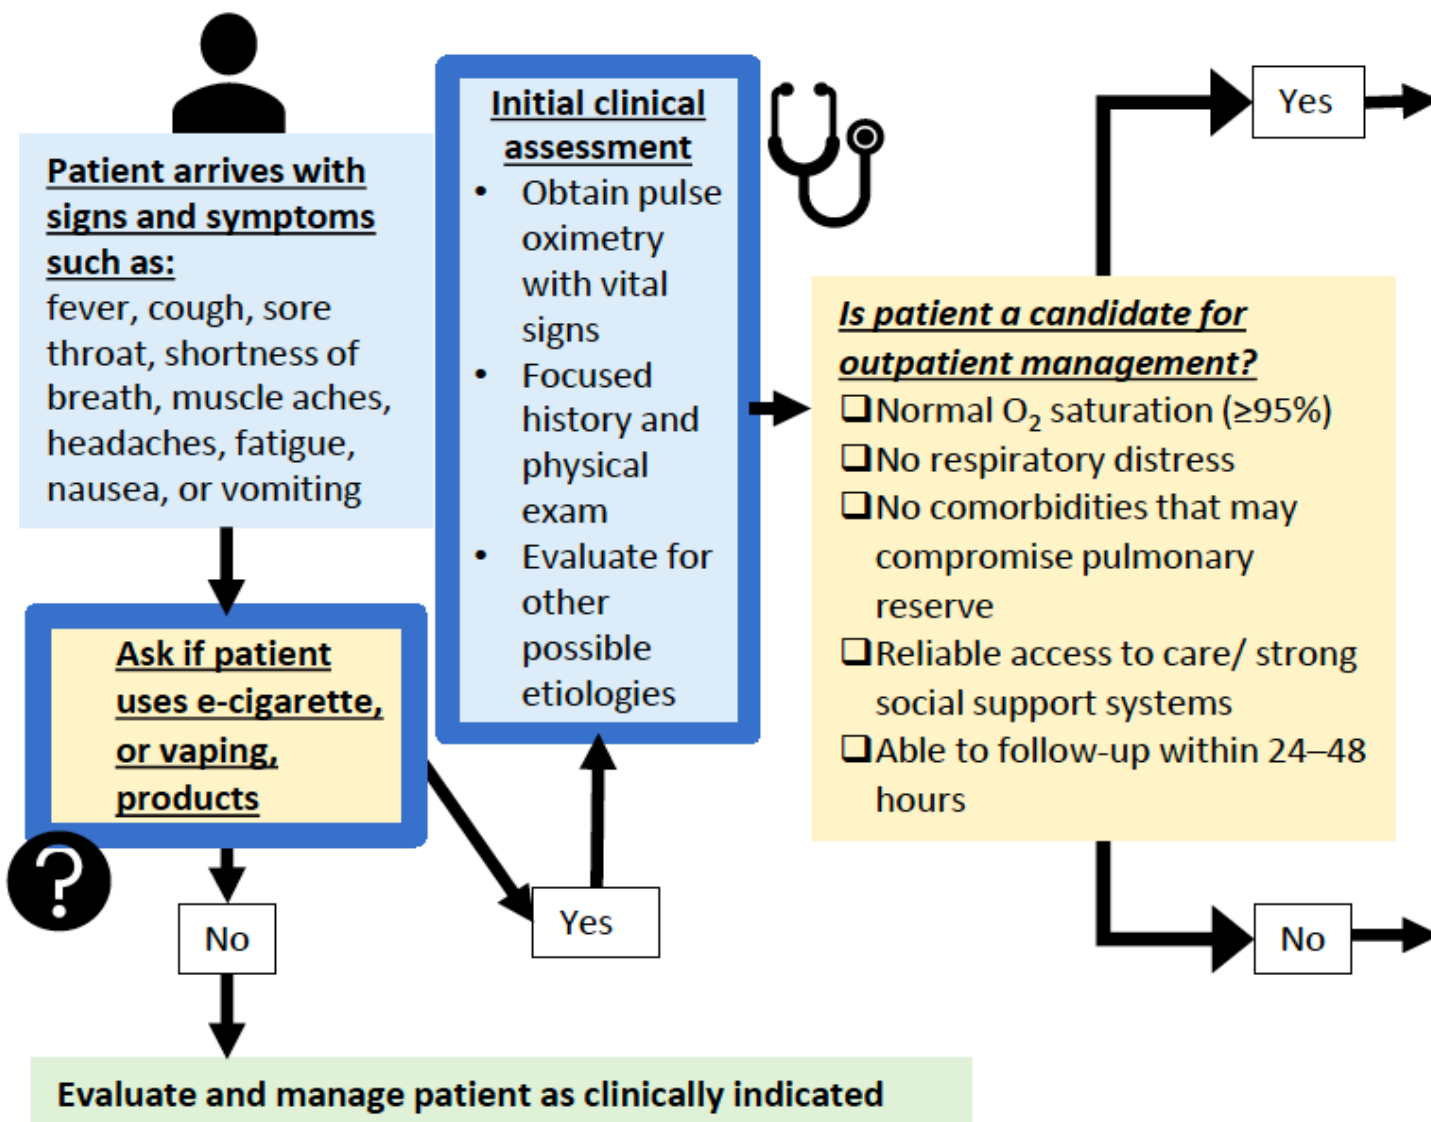 Patient arrives with
signs and symptoms
such as:
fever, cough, sore
throat, shortness of
breath, muscle aches,
headaches, fatigue,
nausea, or vomiting
Ask if patient
uses e-cigarette,
or vaping,
products
?
No
Evaluate and manage patient as clinically indicated
Yes
Initial clinical
assessment
• Obtain pulse
oximetry
with vital
signs
• Focused
history and
physical
exam
• Evaluate for
other
possible
etiologies
Is patient a candidate for
outpatient management?
❑Normal O₂ saturation (≥95%)
❑No respiratory distress
❑No comorbidities that may
compromise pulmonary
reserve
❑Reliable access to care/ strong
social support systems
❑Able to follow-up within 24–48
hours
Yes
No